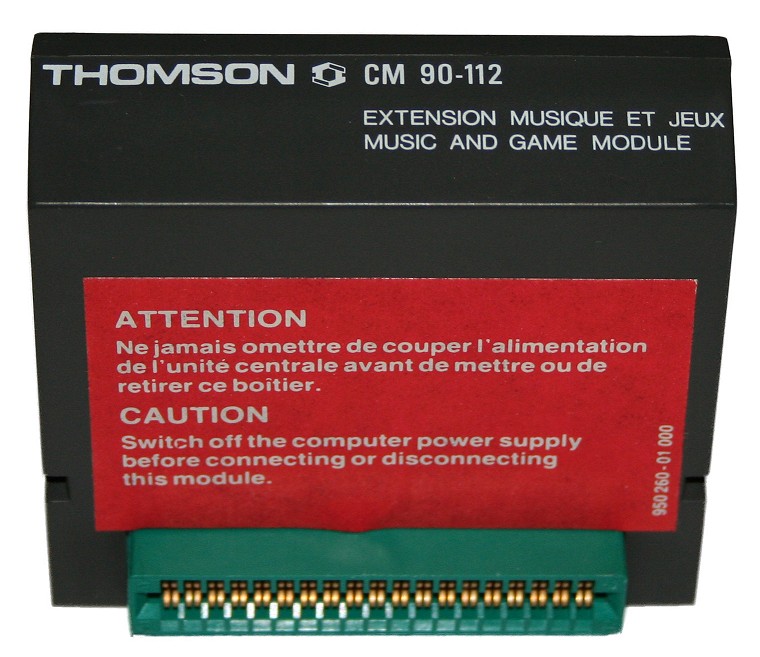 THOMSON CM 90-112
EXTENSION MUSIQUE ET JEUX
MUSIC AND GAME MODULE
ATTENTION
Ne jamais omettre de couper l'alimentation
de l'unité centrale avant de mettre ou de
retirer ce boîtier.
CAUTION
Switch off the computer power supply
before connecting or disconnecting
this module.
950 260-01 000